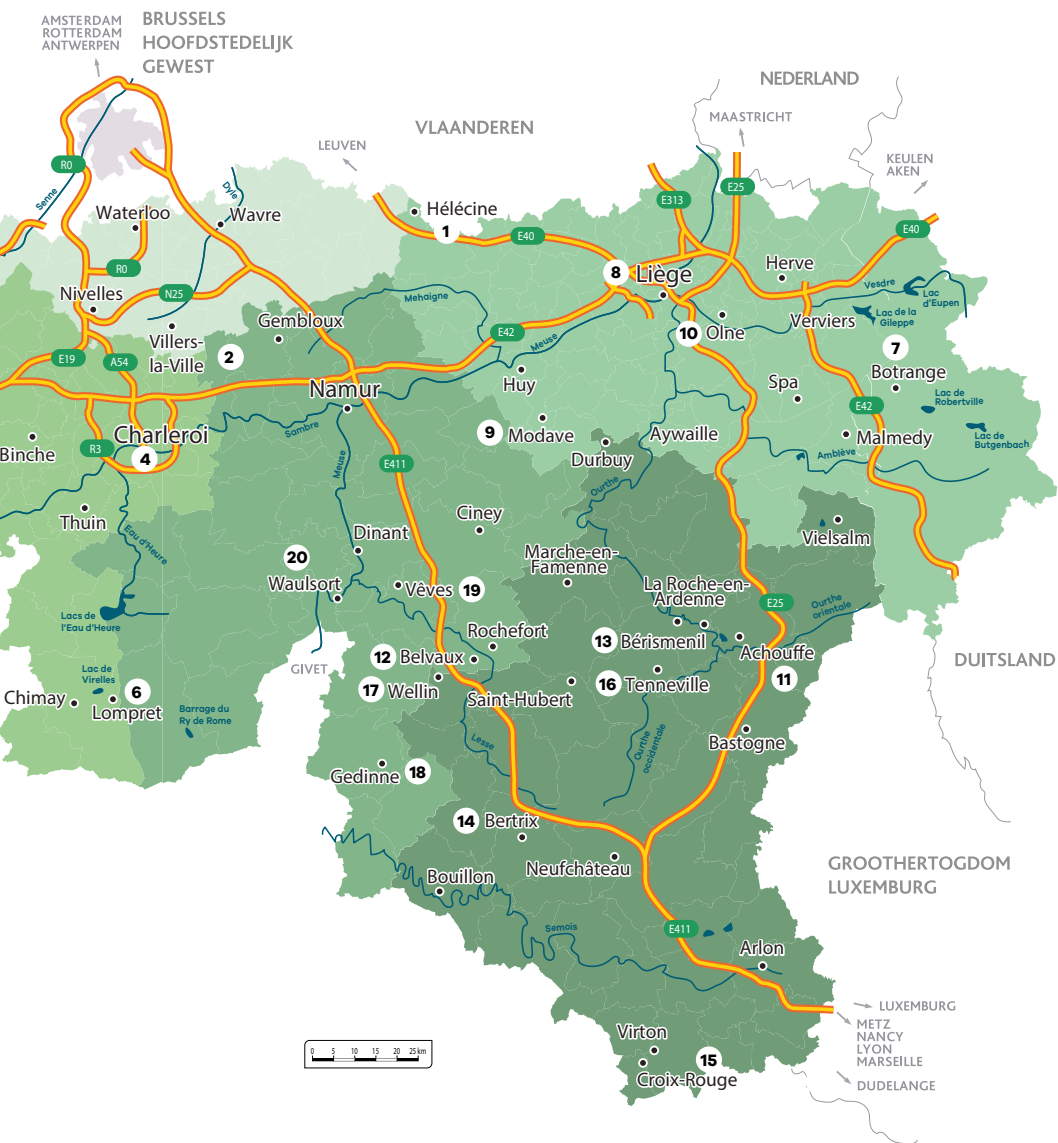 AMSTERDAM
ROTTERDAM
ANTWERPEN
BRUSSELS
HOOFDSTEDELIJK
GEWEST
NEDERLAND
MAASTRICHT
VLAANDEREN
LEUVEN
KEULEN
AKEN
R0
Senne
Dyle
E313
E25
Waterloo
Wavre
Hélécine
1
E40
E40
R0
8
Liège
Herve
Nivelles
N25
Mehaigne
Vesdre
Lac
d'Eupen
Lac de la
Gileppe
Gembloux
Verviers
Villers-
la-Ville
2
E42
Meuse
10
Olne
7
Botrange
E19
A54
Namur
Huy
Spa
Lac de
Robertville
E42
Charleroi
Sambre
9
Modave
Aywaille
Malmedy
Lac de
Butgenbach
Binche
R3
4
Durbuy
Amblève
Meuse
E411
Ourthe
Thuin
Eau d'Heure
Ciney
Dinant
Vielsalm
20
Waulsort
Marche-en-
Famenne
Vêves
19
La Roche-en-
Ardenne
E25
Ourthe
orientale
Lacs de
l'Eau d'Heure
Rochefort
13
Bérismenil
12
Belvaux
Achouffe
11
GIVET
DUITSLAND
Lac de
Virelles
6
17
Wellin
Saint-Hubert
16
Tenneville
Chimay
Lompret
Barrage du
Ry de Rome
Lesse
Ourthe
occidentale
Bastogne
Gedinne
18
14
Bertrix
Neufchâteau
Bouillon
GROOTHERTOGDOM
LUXEMBURG
Semois
E411
Arlon
LUXEMBURG
METZ
NANCY
LYON
MARSEILLE
DUDELANGE
Virton
15
Croix-Rouge
0 5 10 15 20 25 km